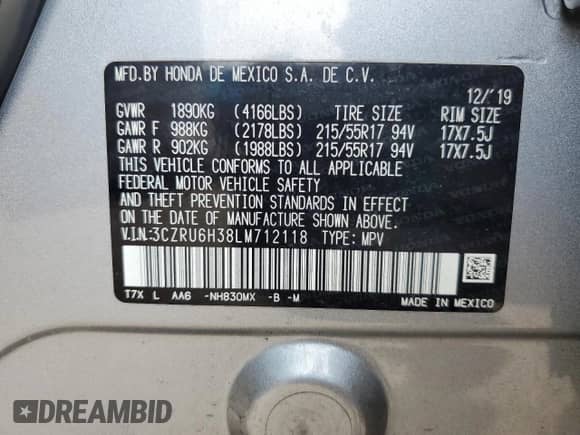 MFD.BY HONDA DE MEXICO S.A. DE C.V.
12/'19
GVWR 1890KG (4166LBS) TIRE SIZE RIM SIZE
GAWR F 988KG (2178LBS) 215/55R17 94V 17X7.5J
GAWR R 902KG (1988LBS) 215/55R17 94V 17X7.5J
THIS VEHICLE CONFORMS TO ALL APPLICABLE
FEDERAL MOTOR VEHICLE SAFETY
AND THEFT PREVENTION STANDARDS IN EFFECT
ON THE DATE OF MANUFACTURE SHOWN ABOVE.
V.I.N:3CZRU6H38LM712118 TYPE: MPV
T7X L AA6 -NH830MX -B -M
MADE IN MEXICO
DREAMBID